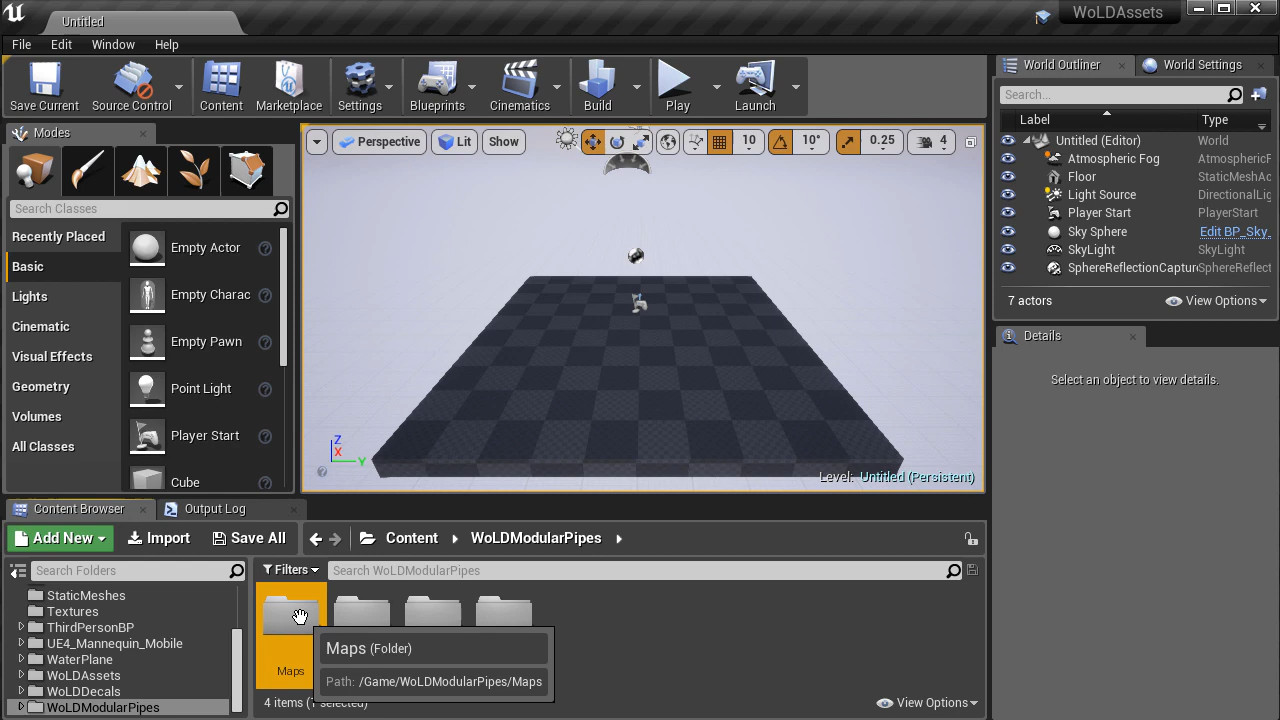 Untitled
WoLDAssets
File Edit Window Help
Save Current Source Control Content Marketplace Settings Blueprints Cinematics Build Play Launch
World Outliner World Settings
Search...
Label Type
Untitled (Editor) World
Atmospheric Fog AtmosphericF
Floor StaticMeshAc
Light Source DirectionalLig
Player Start PlayerStart
Sky Sphere Edit BP_Sky_
SkyLight SkyLight
SphereReflectionCapture SphereReflect
7 actors View Options
Details
Select an object to view details.
Modes
Search Classes
Recently Placed
Basic
Lights
Cinematic
Visual Effects
Geometry
Volumes
All Classes
Empty Actor
Empty Charac
Empty Pawn
Point Light
Player Start
Cube
Perspective Lit Show 10 10° 0.25 4
Z
X
Y
Level: Untitled (Persistent)
Content Browser Output Log
Add New Import Save All Content WoLDModularPipes
Search Folders
Filters Search WoLDModularPipes
StaticMeshes
Textures
ThirdPersonBP
UE4_Mannequin_Mobile
WaterPlane
WoLDAssets
WoLDDecals
WoLDModularPipes
Maps
Maps (Folder)
Path: /Game/WoLDModularPipes/Maps
4 items (1 selected) View Options